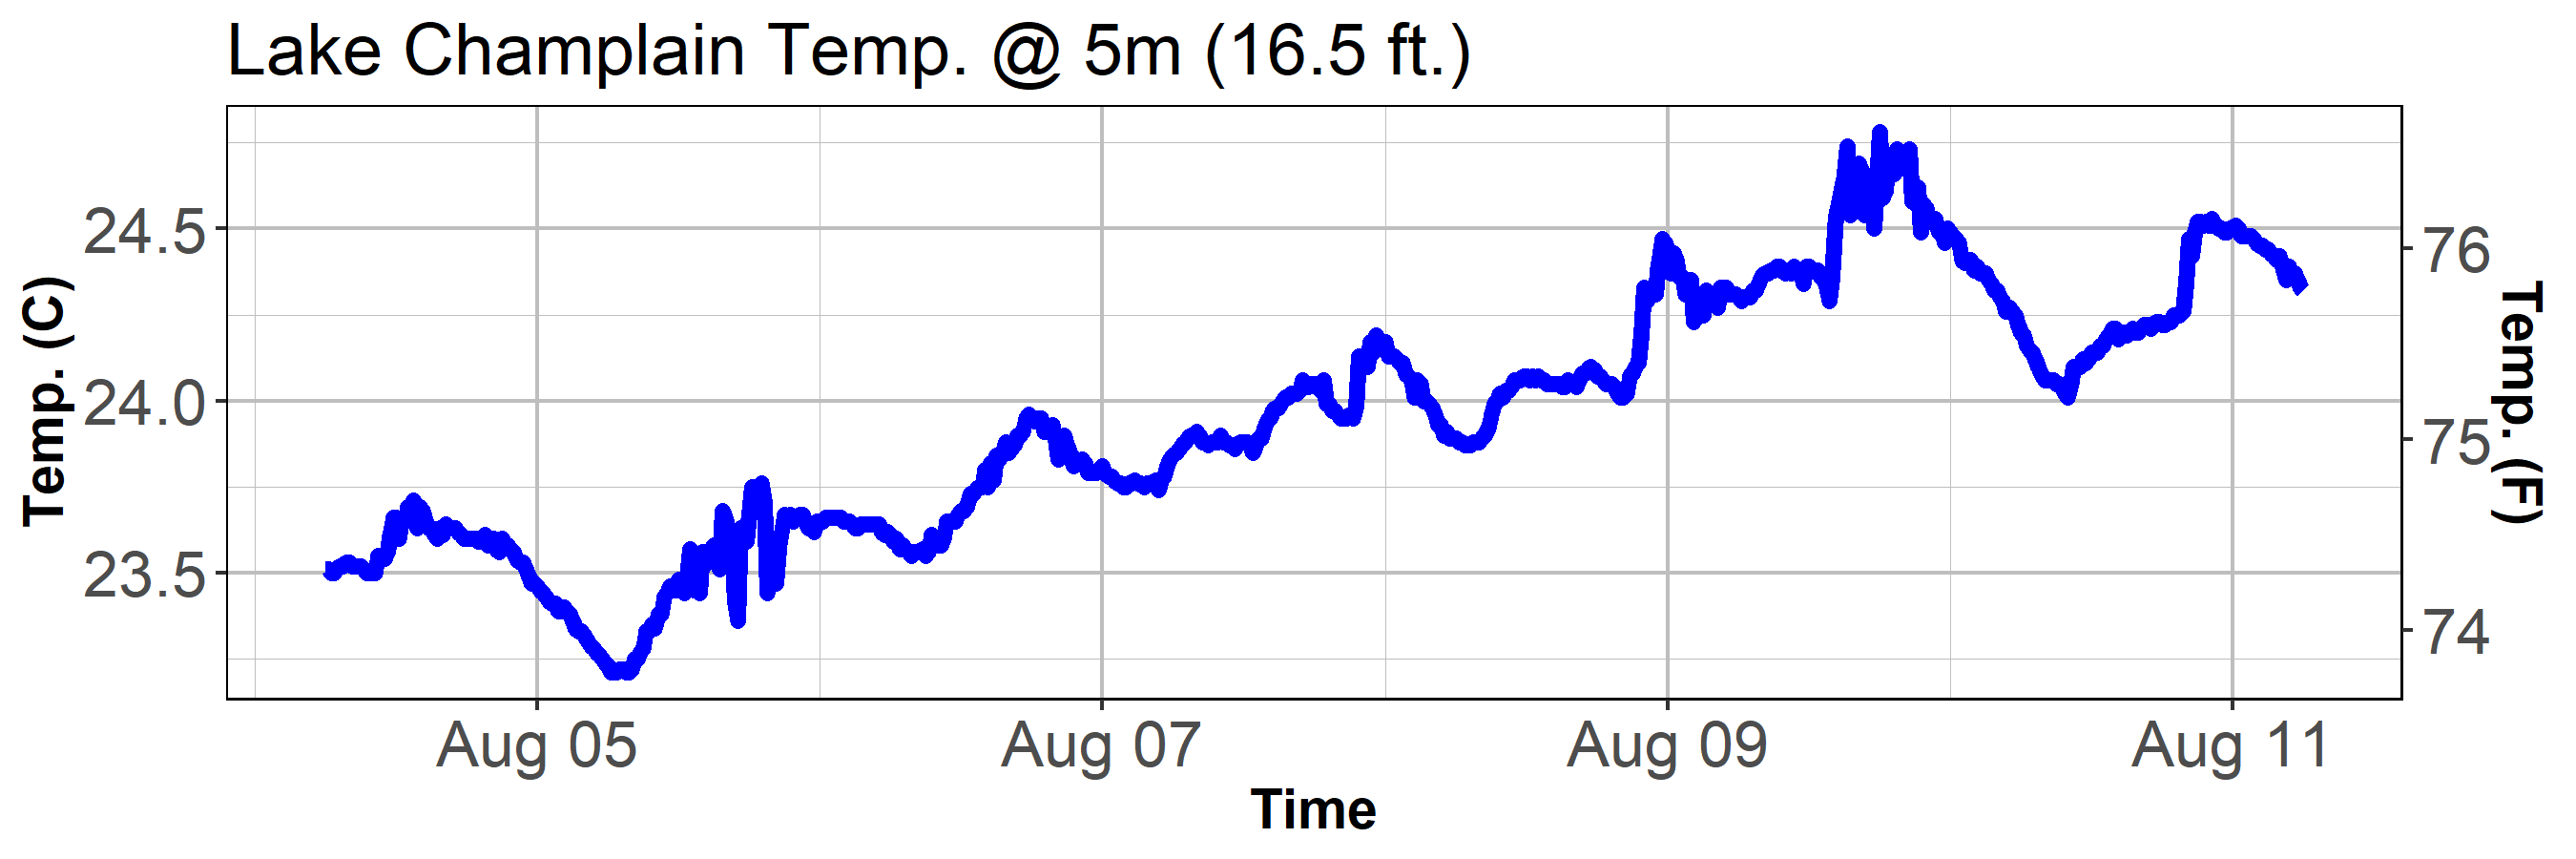 Lake Champlain Temp. @ 5m (16.5 ft.)
Temp. (C)
24.5
24.0
23.5
76
75
74
Temp. (F)
Aug 05 Aug 07 Aug 09 Aug 11
Time